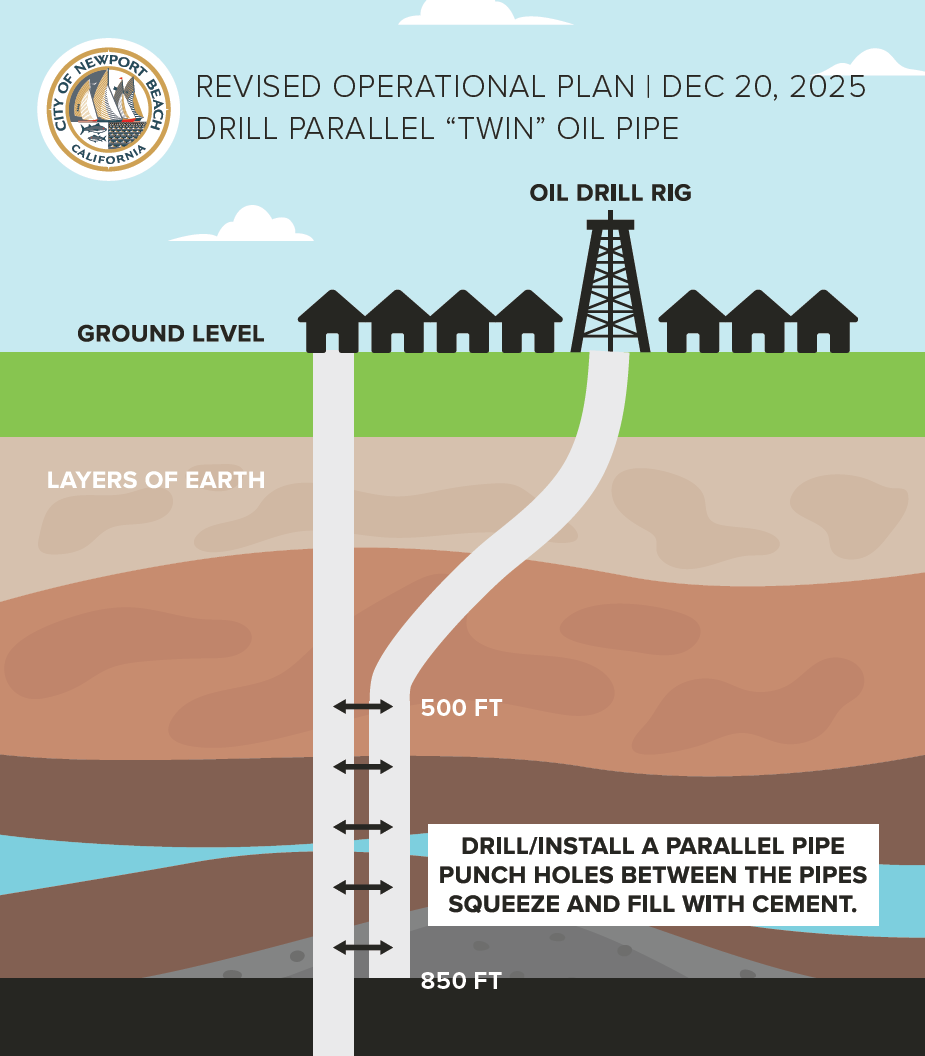 CITY OF NEWPORT BEACH
CALIFORNIA
REVISED OPERATIONAL PLAN | DEC 20, 2025
DRILL PARALLEL “TWIN” OIL PIPE
OIL DRILL RIG
GROUND LEVEL
LAYERS OF EARTH
500 FT
DRILL/INSTALL A PARALLEL PIPE
PUNCH HOLES BETWEEN THE PIPES
SQUEEZE AND FILL WITH CEMENT.
850 FT